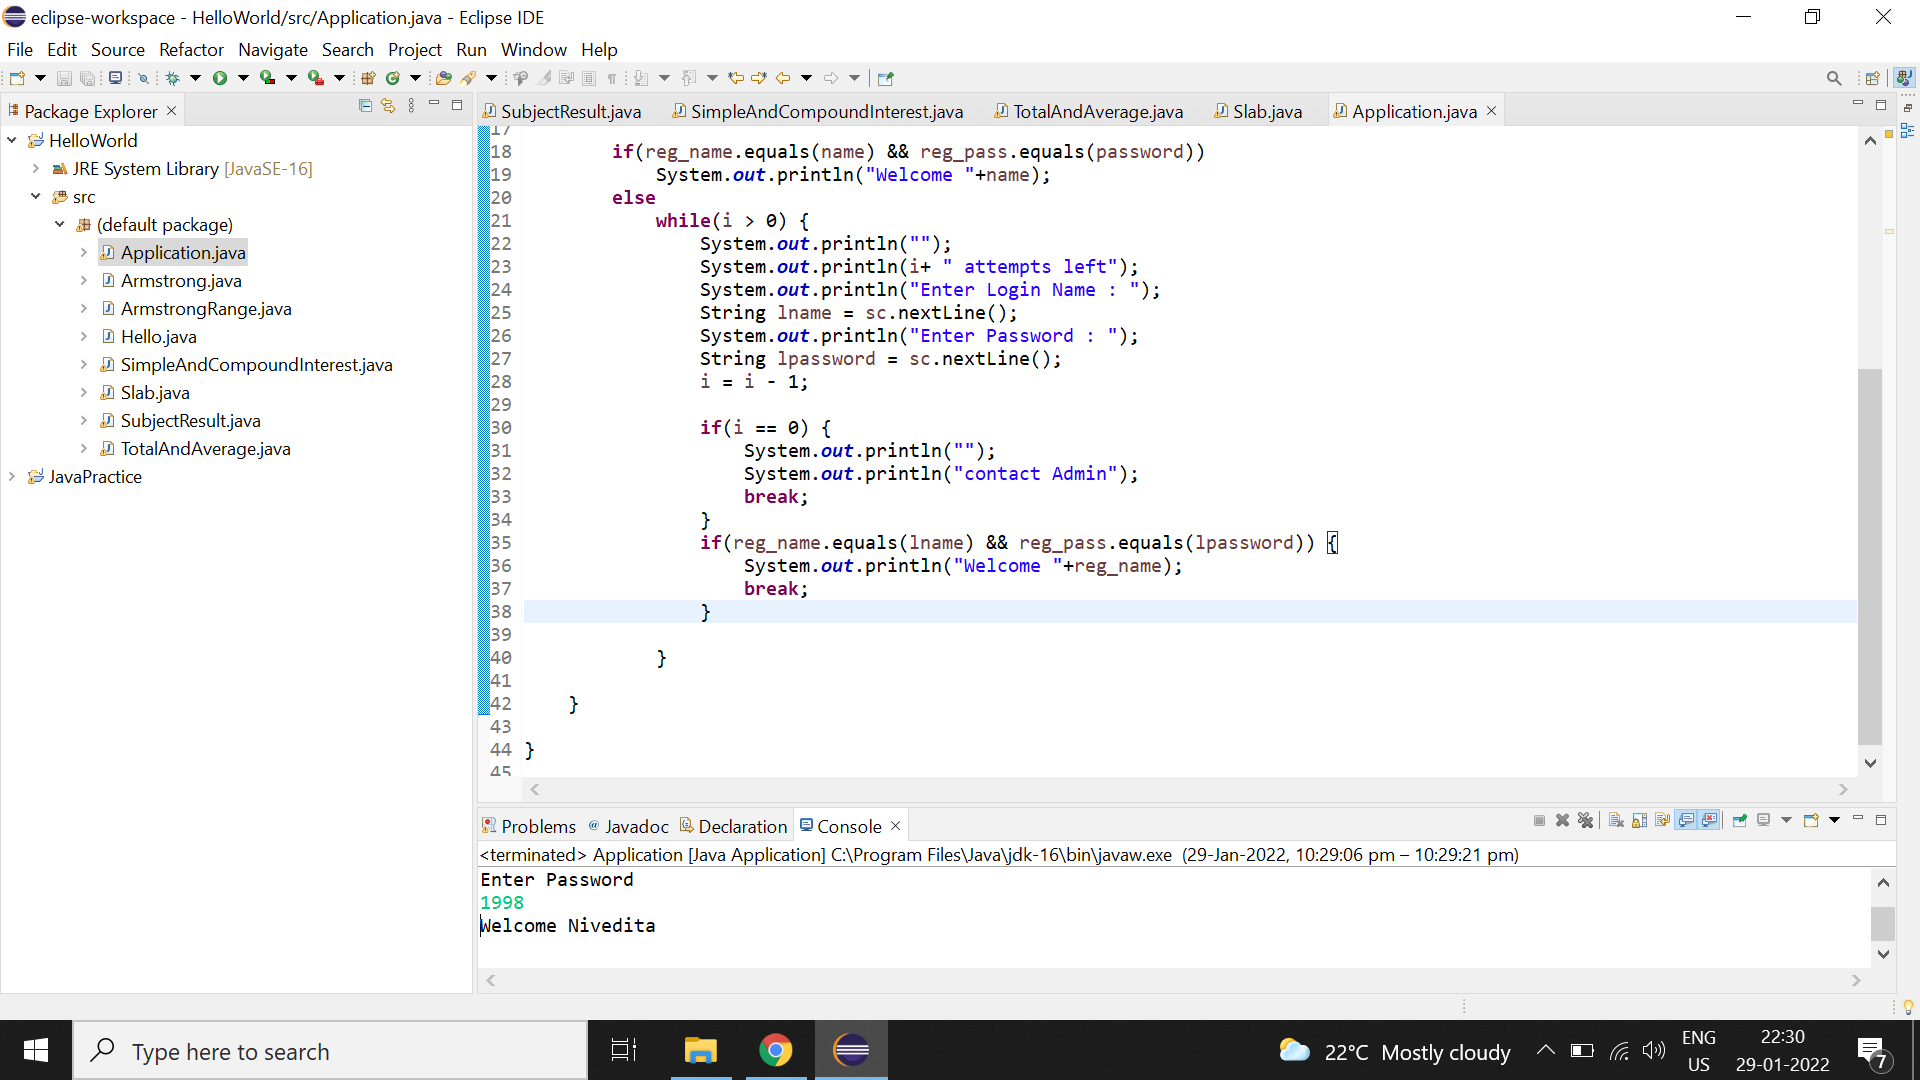 eclipse-workspace - HelloWorld/src/Application.java - Eclipse IDE
File Edit Source Refactor Navigate Search Project Run Window Help
Package Explorer
HelloWorld
JRE System Library [JavaSE-16]
src
(default package)
Application.java
Armstrong.java
ArmstrongRange.java
Hello.java
SimpleAndCompoundInterest.java
Slab.java
SubjectResult.java
TotalAndAverage.java
JavaPractice
SubjectResult.java SimpleAndCompoundInterest.java TotalAndAverage.java Slab.java Application.java
17
18 if(reg_name.equals(name) && reg_pass.equals(password))
19 System.out.println("Welcome "+name);
20 else
21 while(i > 0) {
22 System.out.println("");
23 System.out.println(i+ " attempts left");
24 System.out.println("Enter Login Name : ");
25 String lname = sc.nextLine();
26 System.out.println("Enter Password : ");
27 String lpassword = sc.nextLine();
28 i = i - 1;
29
30 if(i == 0) {
31 System.out.println("");
32 System.out.println("contact Admin");
33 break;
34 }
35 if(reg_name.equals(lname) && reg_pass.equals(lpassword)) {
36 System.out.println("Welcome "+reg_name);
37 break;
38 }
39
40 }
41
42 }
43
44 }
45
Problems @ Javadoc Declaration Console
<terminated> Application [Java Application] C:\Program Files\Java\jdk-16\bin\javaw.exe (29-Jan-2022, 10:29:06 pm – 10:29:21 pm)
Enter Password
1998
Welcome Nivedita
Type here to search
22°C Mostly cloudy
ENG
US
22:30
29-01-2022
7